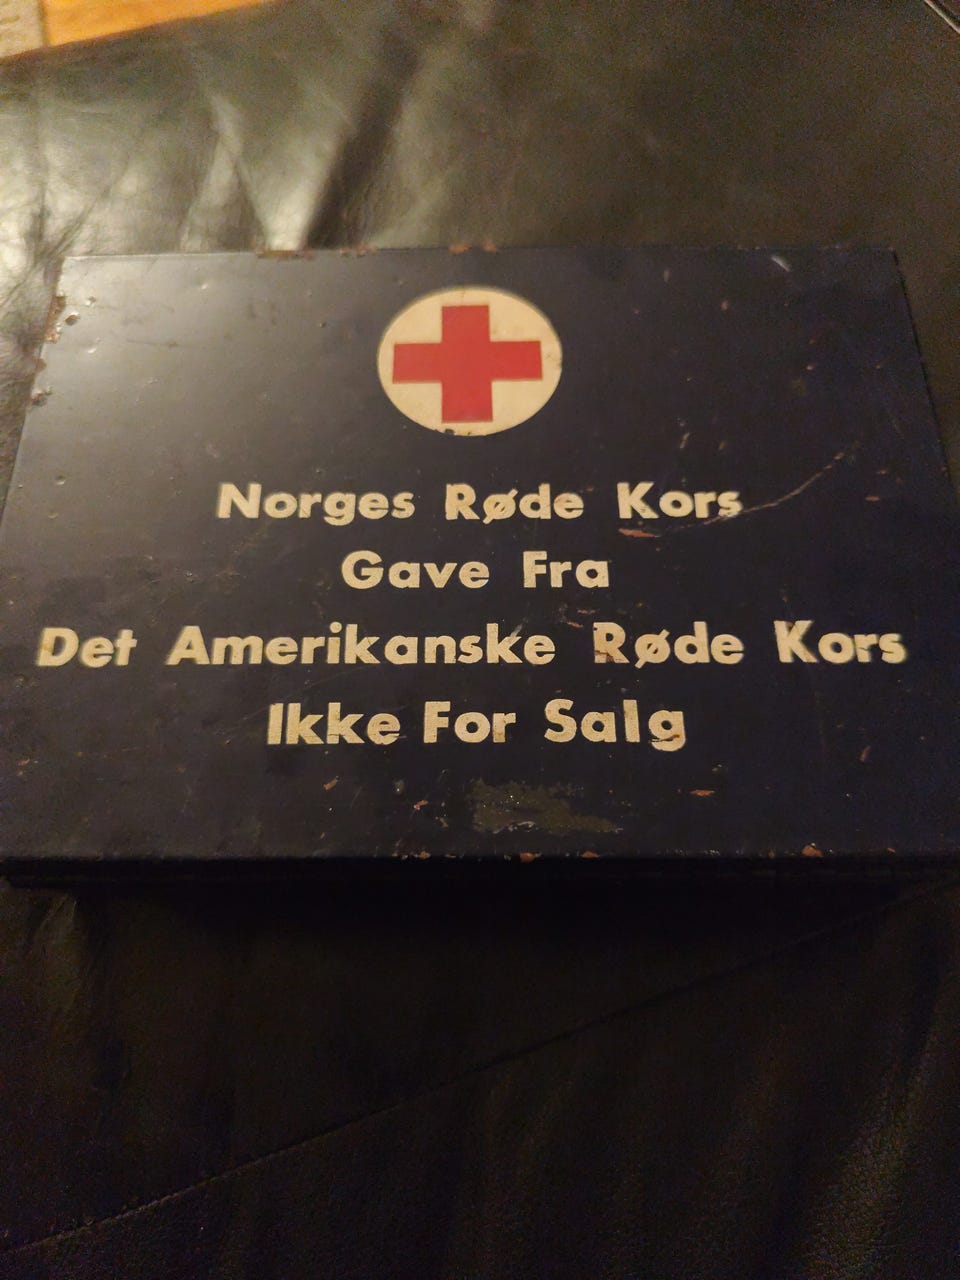 Norges Røde Kors
Gave Fra
Det Amerikanske Røde Kors
Ikke For Salg